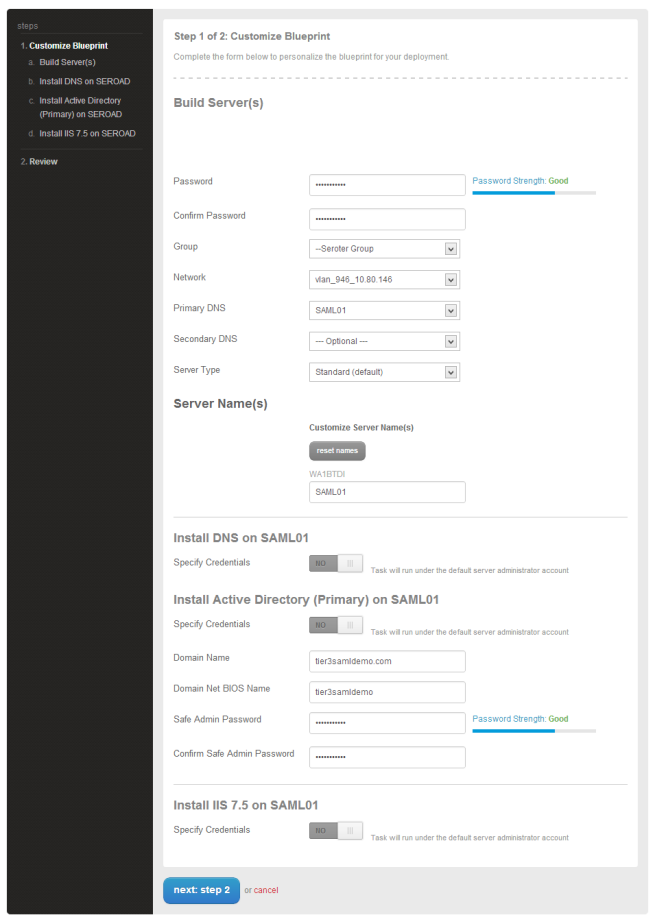 steps
1. Customize Blueprint
a. Build Server(s)
b. Install DNS on SEROAD
c. Install Active Directory
(Primary) on SEROAD
d. Install IIS 7.5 on SEROAD
2. Review
Step 1 of 2: Customize Blueprint
Complete the form below to personalize the blueprint for your deployment.
Build Server(s)
Password
•••••••••••
Password Strength: Good
Confirm Password
•••••••••••
Group
--Seroter Group
Network
vlan_946_10.80.146
Primary DNS
SAML01
Secondary DNS
--- Optional ---
Server Type
Standard (default)
Server Name(s)
Customize Server Name(s)
reset names
WA1BTDI
SAML01
Install DNS on SAML01
Specify Credentials
NO
Task will run under the default server administrator account
Install Active Directory (Primary) on SAML01
Specify Credentials
NO
Task will run under the default server administrator account
Domain Name
tier3samldemo.com
Domain Net BIOS Name
tier3samldemo
Safe Admin Password
•••••••••••
Password Strength: Good
Confirm Safe Admin Password
•••••••••••
Install IIS 7.5 on SAML01
Specify Credentials
NO
Task will run under the default server administrator account
next: step 2 or cancel